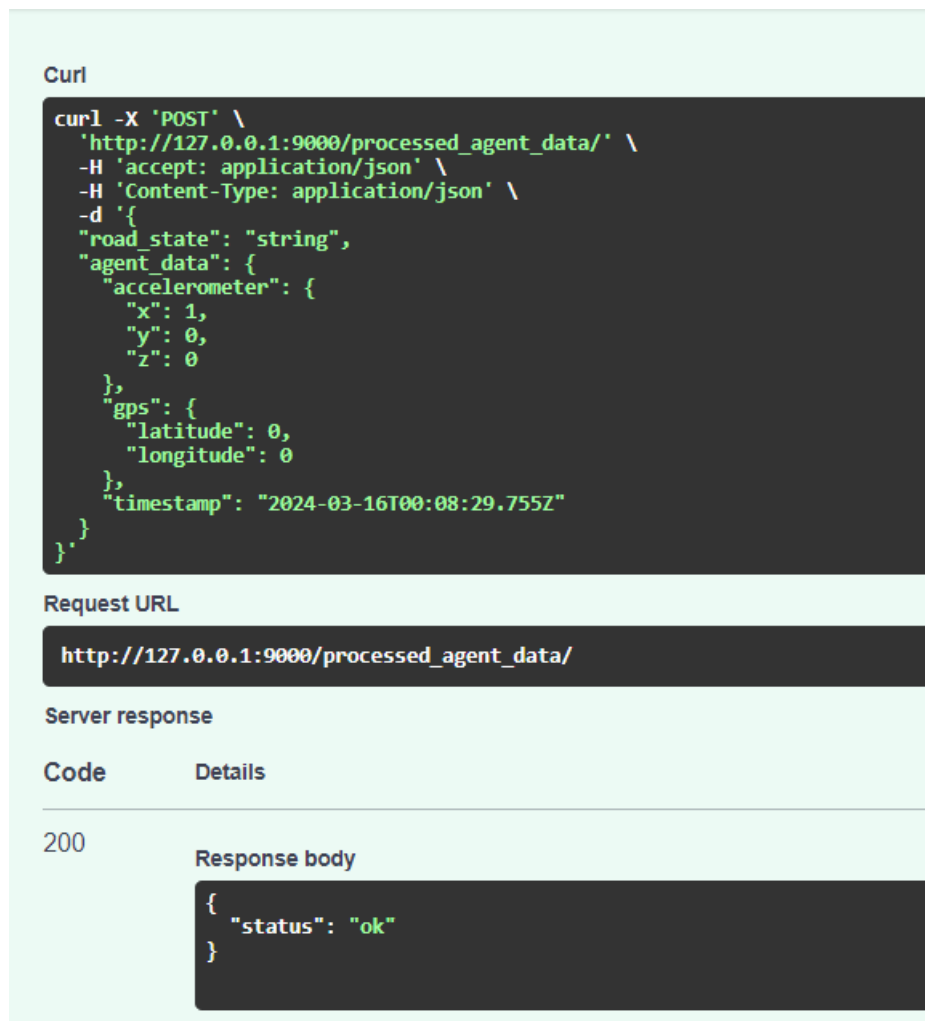 Curl
curl -X 'POST' \
  'http://127.0.0.1:9000/processed_agent_data/' \
  -H 'accept: application/json' \
  -H 'Content-Type: application/json' \
  -d '{
  "road_state": "string",
  "agent_data": {
    "accelerometer": {
      "x": 1,
      "y": 0,
      "z": 0
    },
    "gps": {
      "latitude": 0,
      "longitude": 0
    },
    "timestamp": "2024-03-16T00:08:29.755Z"
  }
}'
Request URL
http://127.0.0.1:9000/processed_agent_data/
Server response
Code Details
200
Response body
{
  "status": "ok"
}